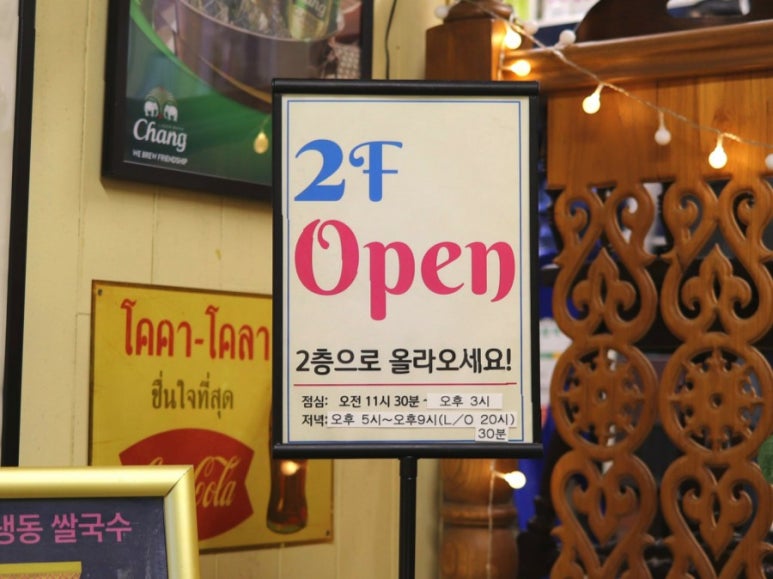 Chang
WE BREW FRIENDSHIP
2F
Open
2층으로 올라오세요!
점심: 오전 11시 30분 ~ 오후 3시
저녁: 오후 5시~오후9시(L/O 20시)
30분
โคคา-โคลา
ชื่นใจที่สุด
Coca-Cola
냉동 쌀국수